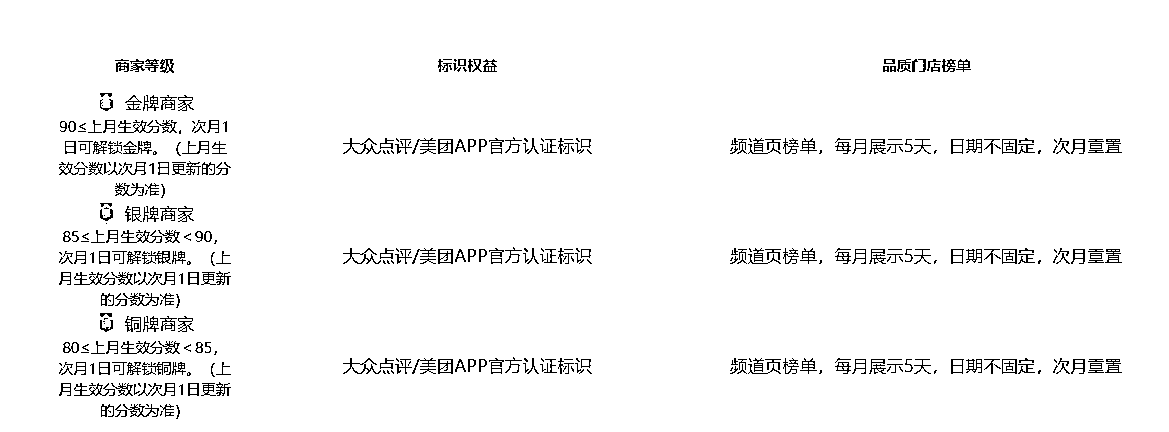 商家等级 标识权益 品质门店榜单
金牌商家
90≤上月生效分数，次月1
日可解锁金牌。（上月生
效分数以次月1日更新的分
数为准）
大众点评/美团APP官方认证标识
频道页榜单，每月展示5天，日期不固定，次月重置
银牌商家
85≤上月生效分数＜90，
次月1日可解锁银牌。（上
月生效分数以次月1日更新
的分数为准）
大众点评/美团APP官方认证标识
频道页榜单，每月展示5天，日期不固定，次月重置
铜牌商家
80≤上月生效分数＜85，
次月1日可解锁铜牌。（上
月生效分数以次月1日更新
的分数为准）
大众点评/美团APP官方认证标识
频道页榜单，每月展示5天，日期不固定，次月重置